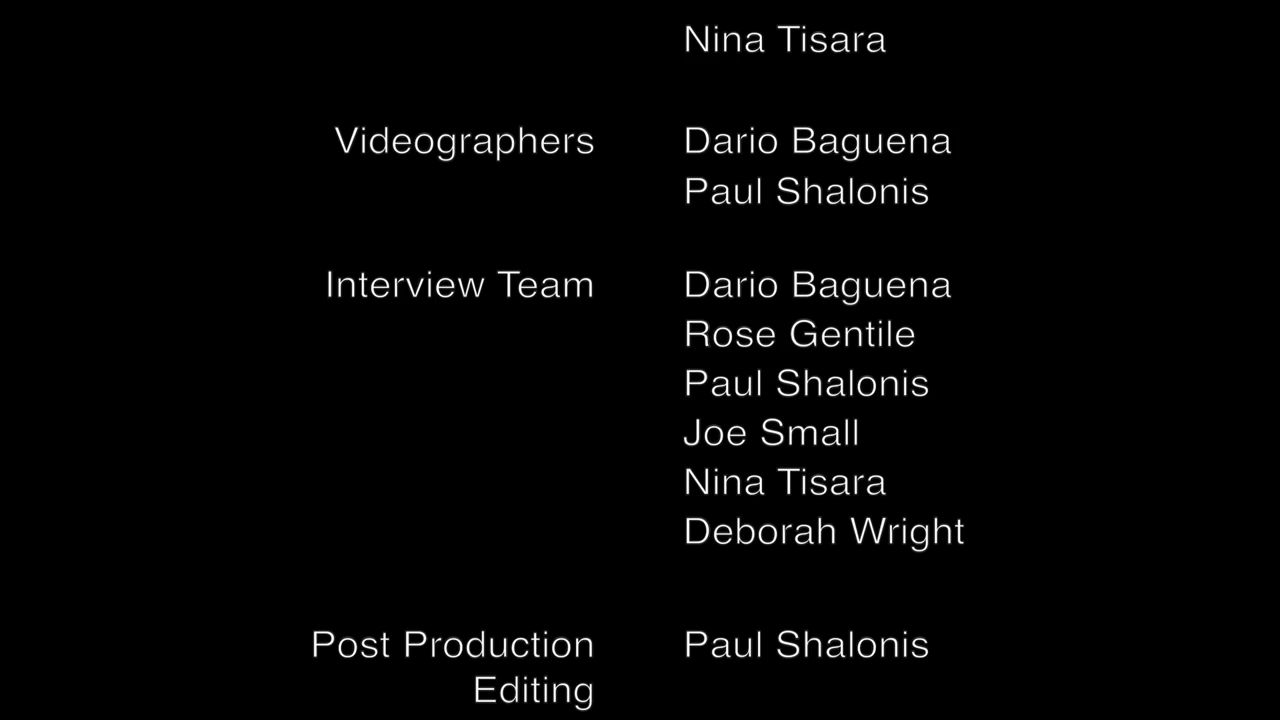 Nina Tisara
Videographers Dario Baguena
Paul Shalonis
Interview Team Dario Baguena
Rose Gentile
Paul Shalonis
Joe Small
Nina Tisara
Deborah Wright
Post Production Paul Shalonis
Editing